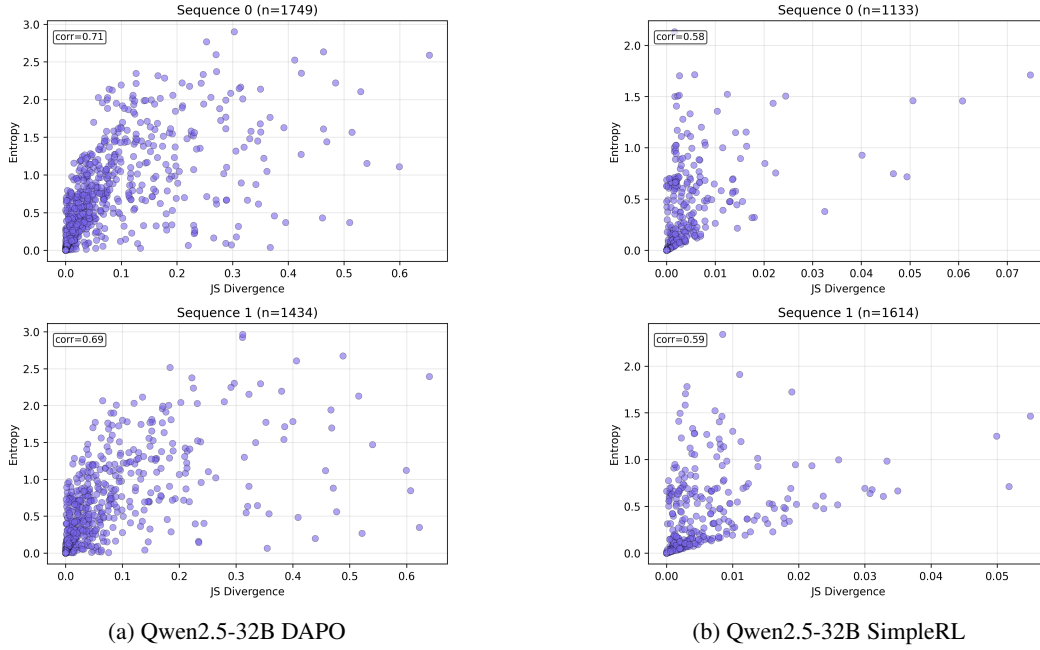 Sequence 0 (n=1749)
corr=0.71
3.0
2.5
2.0
1.5
1.0
0.5
0.0
Entropy
0.0 0.1 0.2 0.3 0.4 0.5 0.6
JS Divergence
Sequence 0 (n=1133)
corr=0.58
2.0
1.5
1.0
0.5
0.0
Entropy
0.00 0.01 0.02 0.03 0.04 0.05 0.06 0.07
JS Divergence
Sequence 1 (n=1434)
corr=0.69
3.0
2.5
2.0
1.5
1.0
0.5
0.0
Entropy
0.0 0.1 0.2 0.3 0.4 0.5 0.6
JS Divergence
Sequence 1 (n=1614)
corr=0.59
2.0
1.5
1.0
0.5
0.0
Entropy
0.00 0.01 0.02 0.03 0.04 0.05
JS Divergence
(a) Qwen2.5-32B DAPO
(b) Qwen2.5-32B SimpleRL